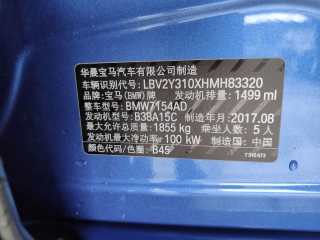 华晨宝马汽车有限公司制造
车辆识别代号: LBV2Y310XHMH83320
品牌: 宝马(BMW)牌 发动机排量: 1499 ml
整车型号: BMW7154AD
发动机型号: B38A15C 制造年月: 2017.08
最大允许总质量: 1855 kg 乘坐人数: 5 人
发动机最大净功率: 100 kW 制造国: 中国
颜色代码/色号: B45
7 310 673